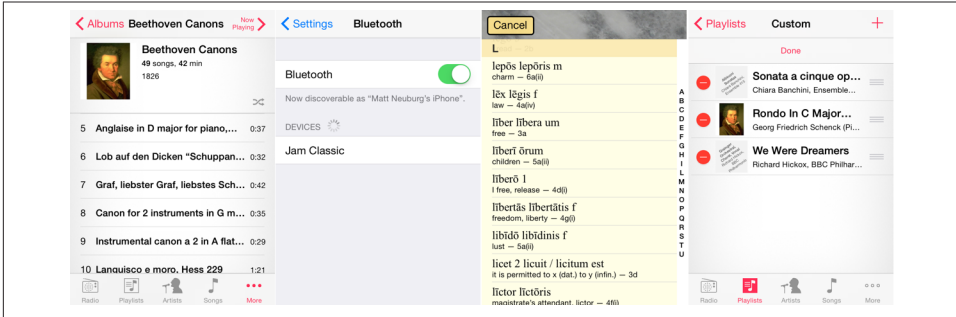 Albums
Beethoven Canons
Now
Playing
Beethoven Canons
49 songs, 42 min
1826
5 Anglaise in D major for piano,... 0:37
6 Lob auf den Dicken “Schuppan... 0:32
7 Graf, liebster Graf, liebstes Sch... 0:42
8 Canon for 2 instruments in G m... 0:35
9 Instrumental canon a 2 in A flat... 0:29
10 Languisco e moro, Hess 229 1:21
Radio Playlists Artists Songs More
Settings
Bluetooth
Bluetooth
Now discoverable as “Matt Neuburg's iPhone”.
DEVICES
Jam Classic
Cancel
L
lepōs lepōris m
charm — 6a(ii)
lēx lēgis f
law — 4a(iv)
līber lībera um
free — 3a
līberī ōrum
children — 5a(ii)
līberō 1
I free, release — 4d(i)
lībertās lībertātis f
freedom, liberty — 4g(i)
libīdō libīdinis f
lust — 5a(ii)
licet 2 licuit / licitum est
it is permitted to x (dat.) to y (infin.) — 3d
līctor līctōris
magistrate's attendant, lictor — 4f(i)
A
B
C
D
E
F
G
H
I
L
M
N
O
P
Q
R
S
T
U
Playlists
Custom
Done
Sonata a cinque op...
Chiara Banchini, Ensemble...
Rondo In C Major...
Georg Friedrich Schenck (Pi...
We Were Dreamers
Richard Hickox, BBC Philhar...
Radio Playlists Artists Songs More